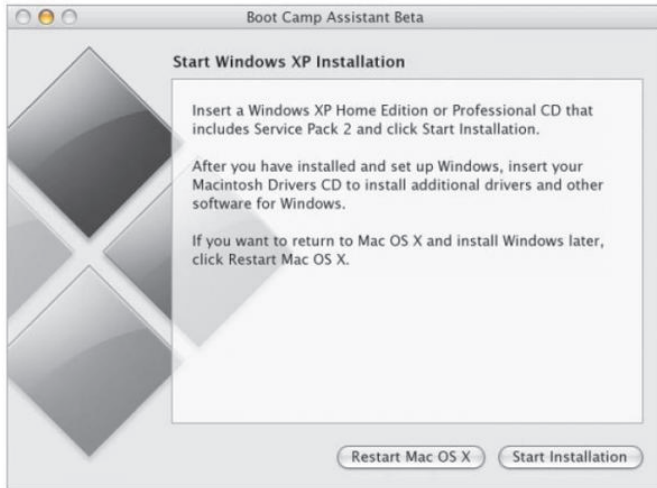 Boot Camp Assistant Beta
Start Windows XP Installation
Insert a Windows XP Home Edition or Professional CD that
includes Service Pack 2 and click Start Installation.
After you have installed and set up Windows, insert your
Macintosh Drivers CD to install additional drivers and other
software for Windows.
If you want to return to Mac OS X and install Windows later,
click Restart Mac OS X.
Restart Mac OS X
Start Installation